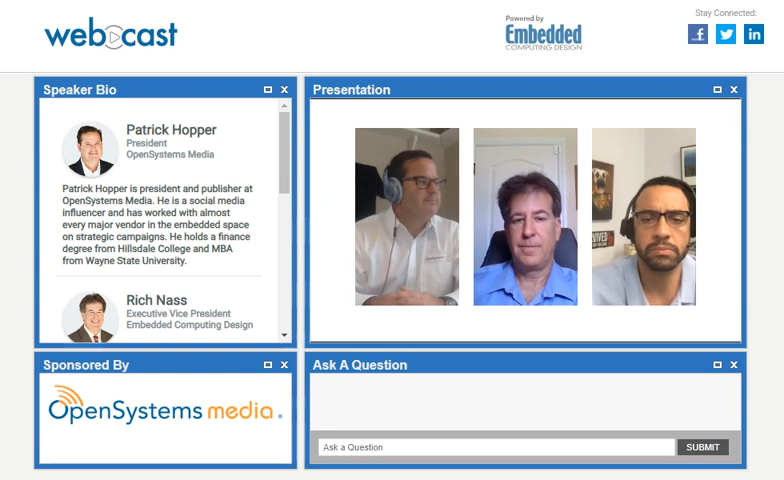 webcast
Powered by
Embedded
COMPUTING DESIGN
Stay Connected:
Speaker Bio
Patrick Hopper
President
OpenSystems Media
Patrick Hopper is president and publisher at
OpenSystems Media. He is a social media
influencer and has worked with almost
every major vendor in the embedded space
on strategic campaigns. He holds a finance
degree from Hillsdale College and MBA
from Wayne State University.
Rich Nass
Executive Vice President
Embedded Computing Design
Presentation
Sponsored By
OpenSystems media®
Ask A Question
Ask a Question
SUBMIT